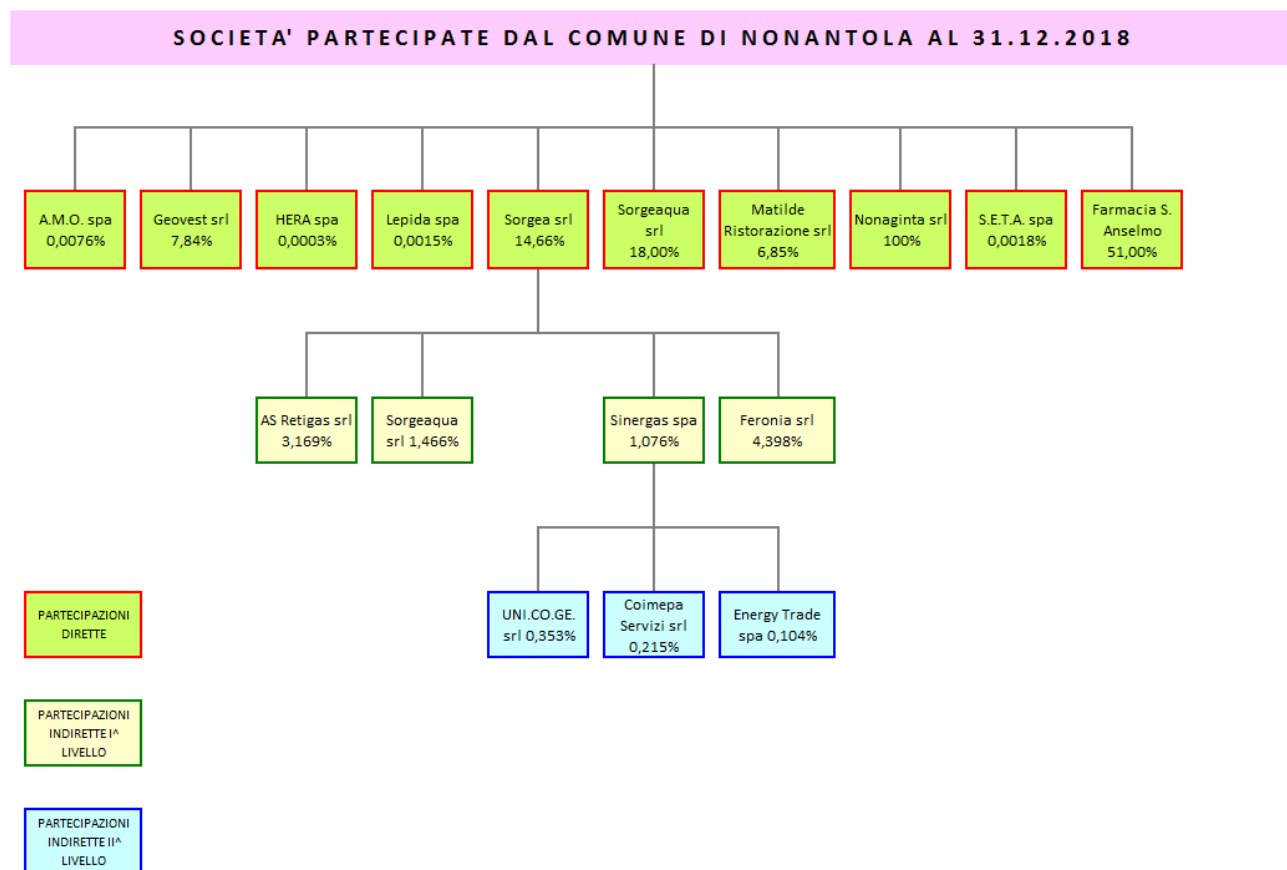 SOCIETA' PARTECIPATE DAL COMUNE DI NONANTOLA AL 31.12.2018
A.M.O. spa
0,0076%
Geovest srl
7,84%
HERA spa
0,0003%
Lepida spa
0,0015%
Sorgea srl
14,66%
Sorgeaqua
srl
18,00%
Matilde
Ristorazione srl
6,85%
Nonaginta srl
100%
S.E.T.A. spa
0,0018%
Farmacia S.
Anselmo
51,00%
AS Retigas srl
3,169%
Sorgeaqua
srl 1,466%
Sinergas spa
1,076%
Feronia srl
4,398%
UNI.CO.GE.
srl 0,353%
Coimepa
Servizi srl
0,215%
Energy Trade
spa 0,104%
PARTECIPAZIONI
DIRETTE
PARTECIPAZIONI
INDIRETTE I^
LIVELLO
PARTECIPAZIONI
INDIRETTE II^
LIVELLO